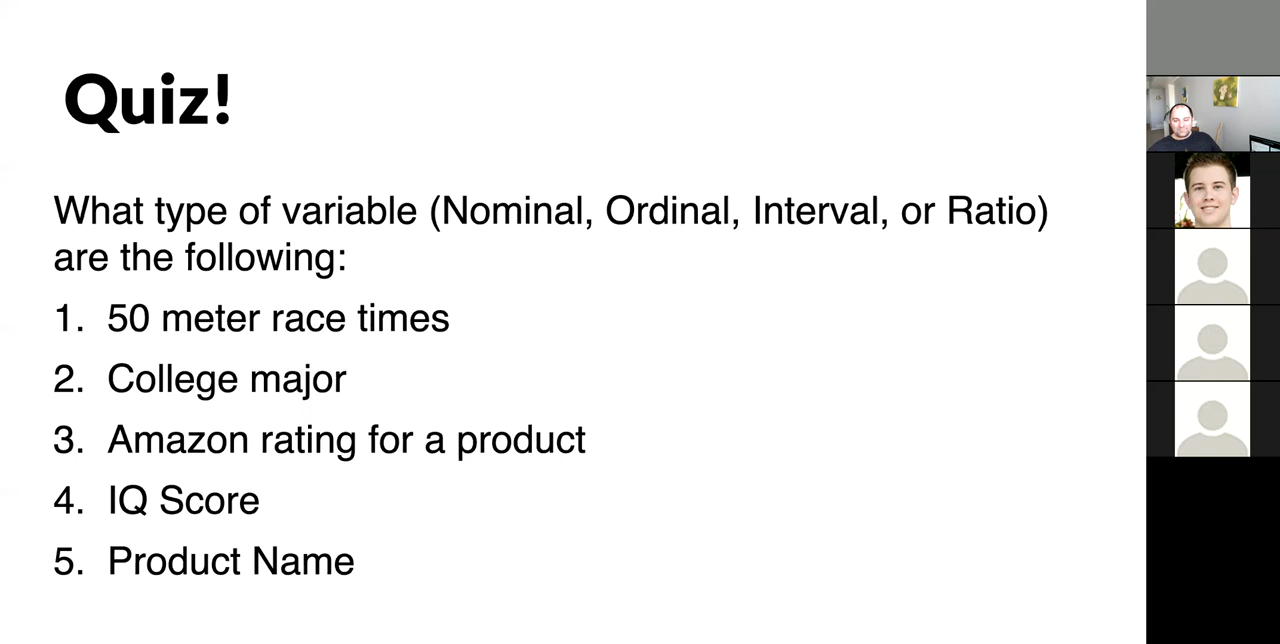 Quiz!
What type of variable (Nominal, Ordinal, Interval, or Ratio)
are the following:
1. 50 meter race times
2. College major
3. Amazon rating for a product
4. IQ Score
5. Product Name